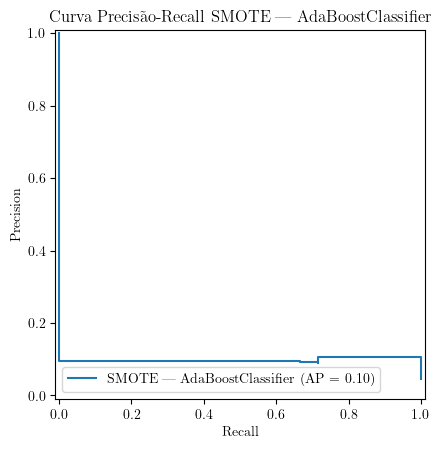 Curva Precisão-Recall SMOTE — AdaBoostClassifier
1.0
0.8
0.6
0.4
0.2
0.0
Precision
SMOTE — AdaBoostClassifier (AP = 0.10)
0.0 0.2 0.4 0.6 0.8 1.0
Recall